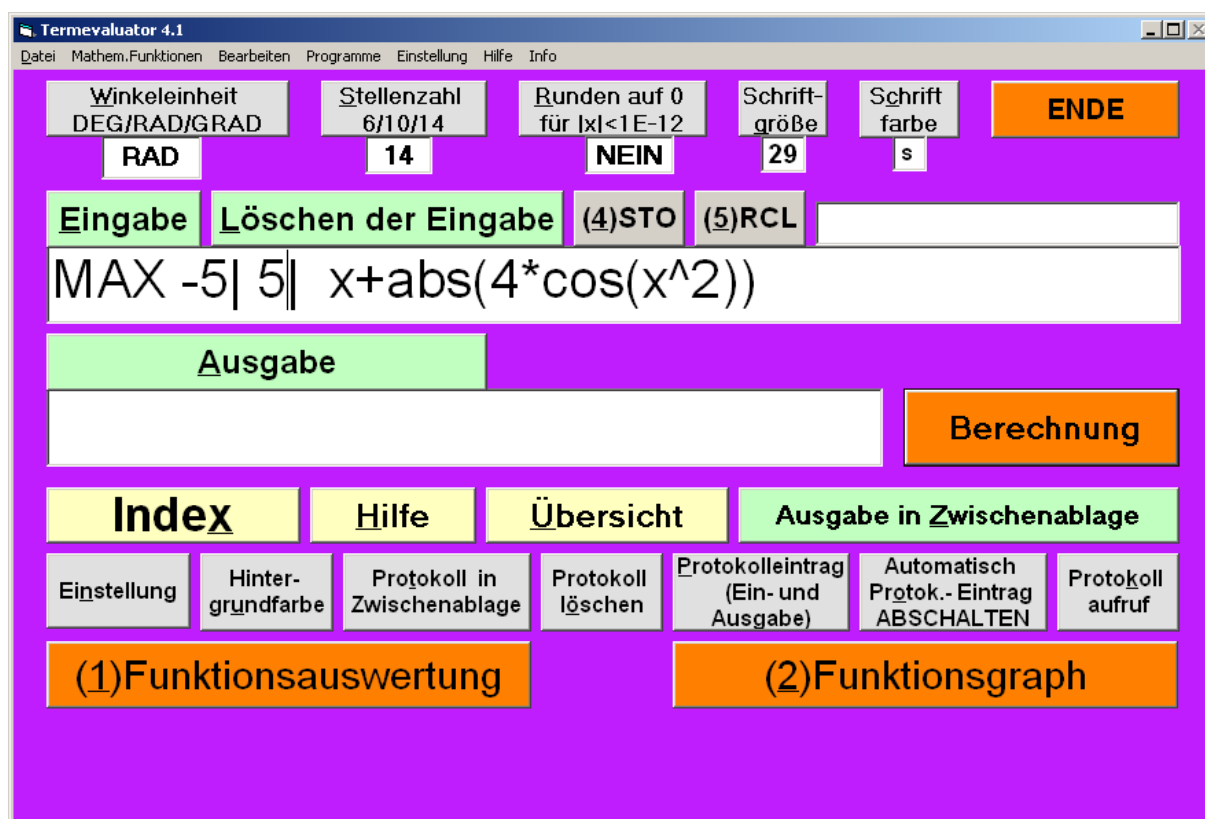 Termevaluator 4.1
Datei Mathem.Funktionen Bearbeiten Programme Einstellung Hilfe Info
Winkeleinheit
DEG/RAD/GRAD
RAD
Stellenzahl
6/10/14
14
Runden auf 0
für |x|<1E-12
NEIN
Schrift-
größe
29
Schrift
farbe
s
ENDE
Eingabe
Löschen der Eingabe
(4)STO
(5)RCL
MAX -5| 5| x+abs(4*cos(x^2))
Ausgabe
Berechnung
Index
Hilfe
Übersicht
Ausgabe in Zwischenablage
Einstellung
Hinter-
grundfarbe
Protokoll in
Zwischenablage
Protokoll
löschen
Protokolleintrag
(Ein- und
Ausgabe)
Automatisch
Protok.- Eintrag
ABSCHALTEN
Protokoll
aufruf
(1)Funktionsauswertung
(2)Funktionsgraph